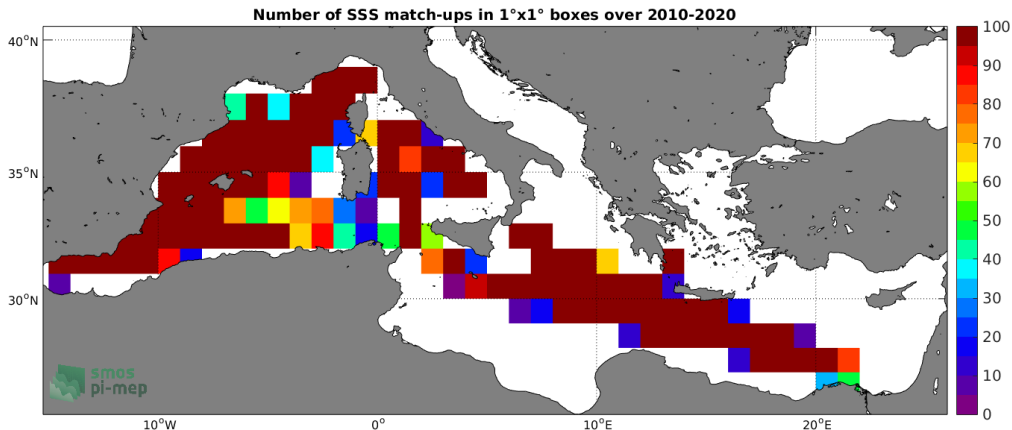 Number of SSS match-ups in 1°x1° boxes over 2010-2020
40°N
35°N
30°N
10°W
0°
10°E
20°E
100
90
80
70
60
50
40
30
20
10
0
smos
pi-mep